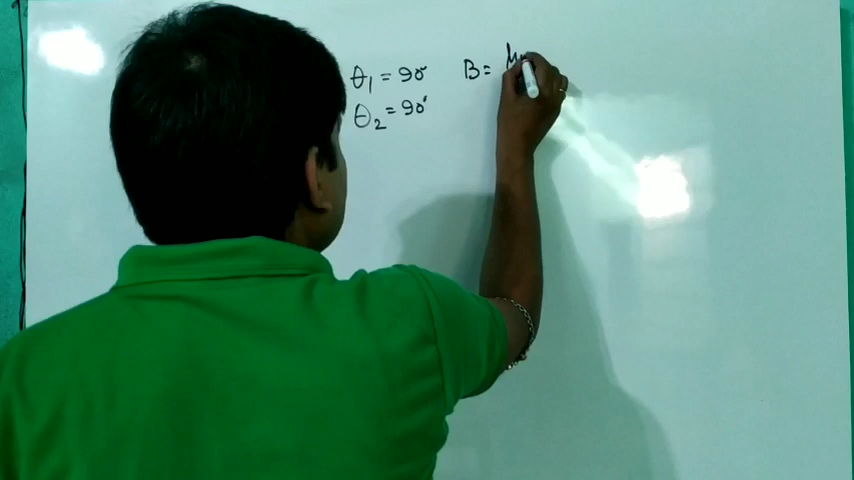 θ₁ = 90° B = μ
θ₂ = 90°